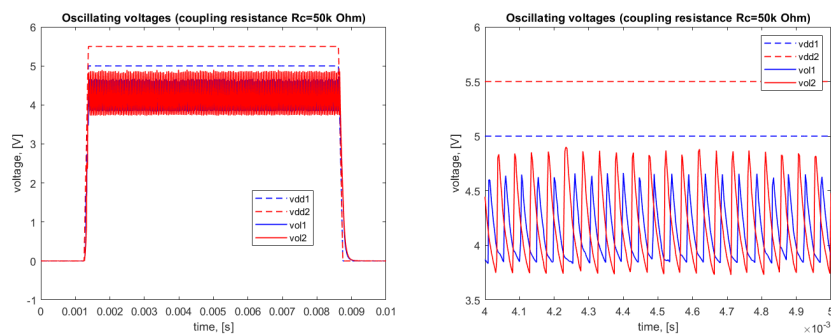 Oscillating voltages (coupling resistance Rc=50k Ohm)
6
5
4
3
2
1
0
-1
voltage, [V]
vdd1
vdd2
vol1
vol2
0
0.001
0.002
0.003
0.004
0.005
0.006
0.007
0.008
0.009
0.01
time, [s]
Oscillating voltages (coupling resistance Rc=50k Ohm)
6
5.5
5
4.5
4
3.5
voltage, [V]
vdd1
vdd2
vol1
vol2
4
4.1
4.2
4.3
4.4
4.5
4.6
4.7
4.8
4.9
5
time, [s]
×10⁻³